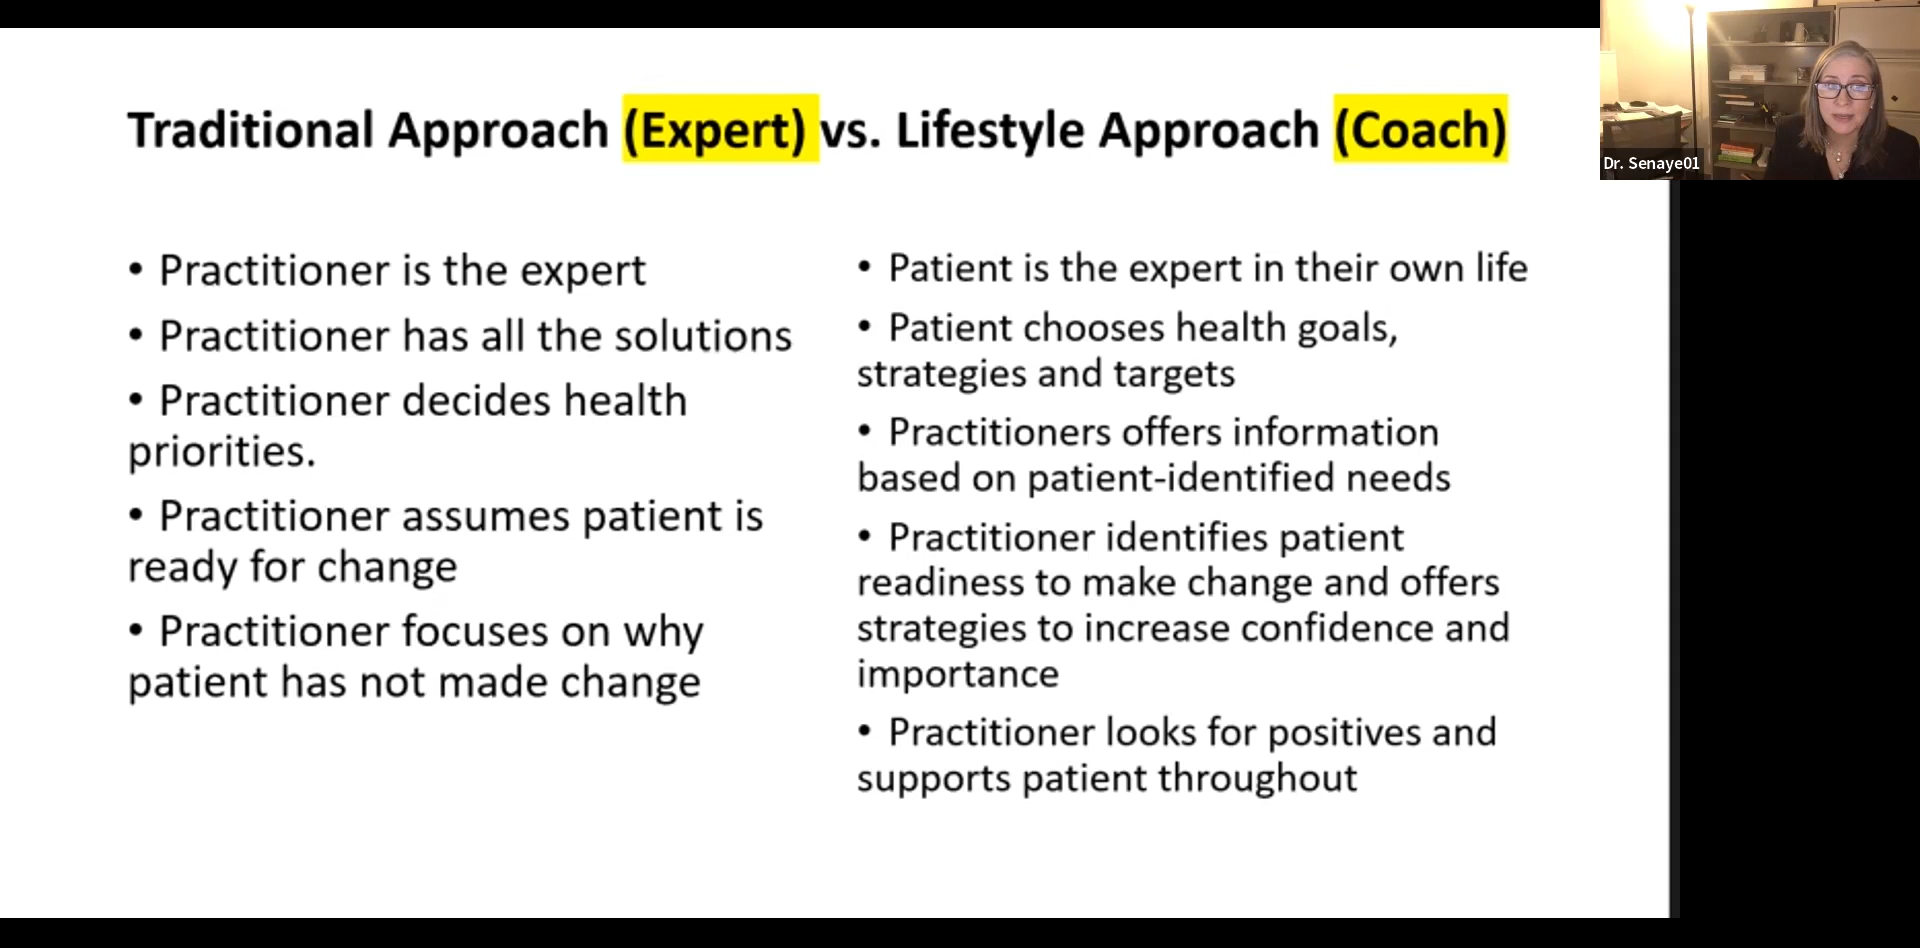 Traditional Approach (Expert) vs. Lifestyle Approach (Coach)
• Practitioner is the expert
• Practitioner has all the solutions
• Practitioner decides health
priorities.
• Practitioner assumes patient is
ready for change
• Practitioner focuses on why
patient has not made change
• Patient is the expert in their own life
• Patient chooses health goals,
strategies and targets
• Practitioners offers information
based on patient-identified needs
• Practitioner identifies patient
readiness to make change and offers
strategies to increase confidence and
importance
• Practitioner looks for positives and
supports patient throughout
Dr. Senaye01